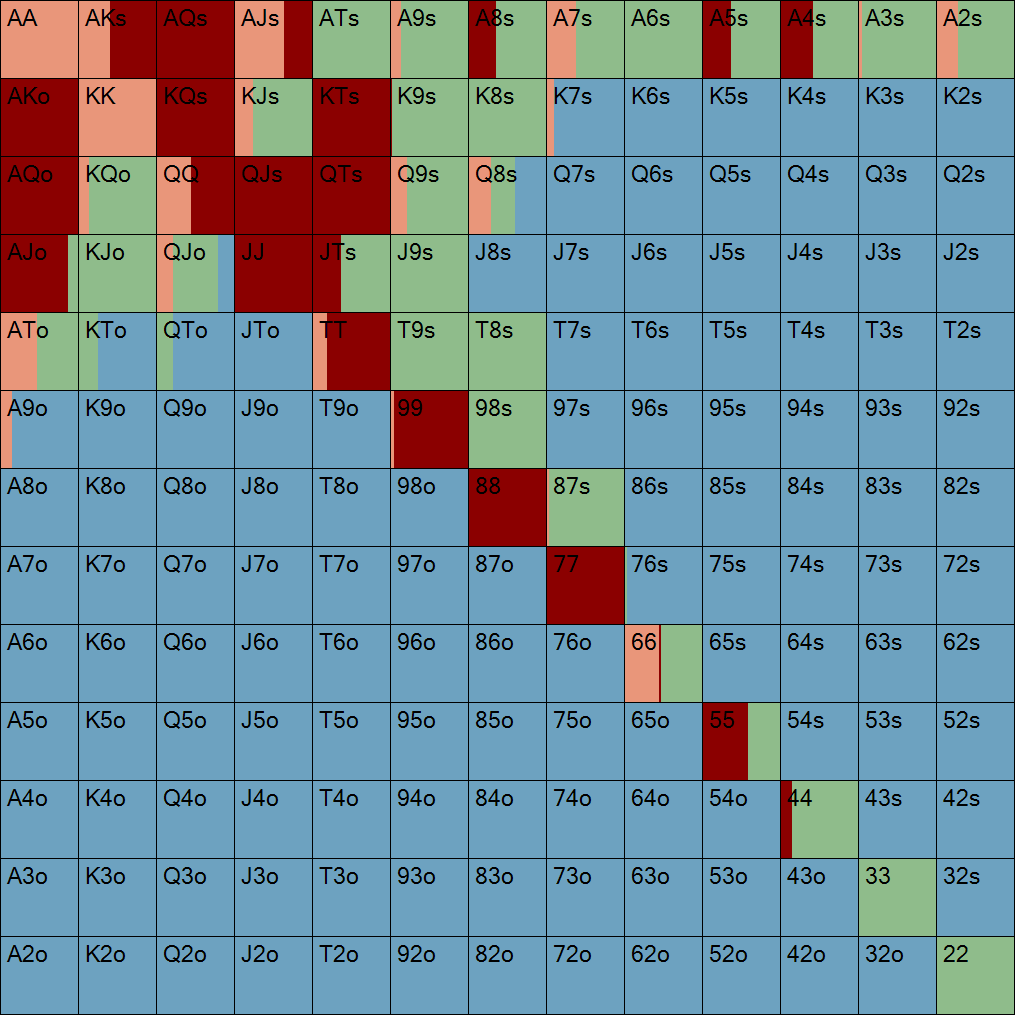 AA AKs AQs AJs ATs A9s A8s A7s A6s A5s A4s A3s A2s
AKo KK KQs KJs KTs K9s K8s K7s K6s K5s K4s K3s K2s
AQo KQo QQ QJs QTs Q9s Q8s Q7s Q6s Q5s Q4s Q3s Q2s
AJo KJo QJo JJ JTs J9s J8s J7s J6s J5s J4s J3s J2s
ATo KTo QTo JTo TT T9s T8s T7s T6s T5s T4s T3s T2s
A9o K9o Q9o J9o T9o 99 98s 97s 96s 95s 94s 93s 92s
A8o K8o Q8o J8o T8o 98o 88 87s 86s 85s 84s 83s 82s
A7o K7o Q7o J7o T7o 97o 87o 77 76s 75s 74s 73s 72s
A6o K6o Q6o J6o T6o 96o 86o 76o 66 65s 64s 63s 62s
A5o K5o Q5o J5o T5o 95o 85o 75o 65o 55 54s 53s 52s
A4o K4o Q4o J4o T4o 94o 84o 74o 64o 54o 44 43s 42s
A3o K3o Q3o J3o T3o 93o 83o 73o 63o 53o 43o 33 32s
A2o K2o Q2o J2o T2o 92o 82o 72o 62o 52o 42o 32o 22